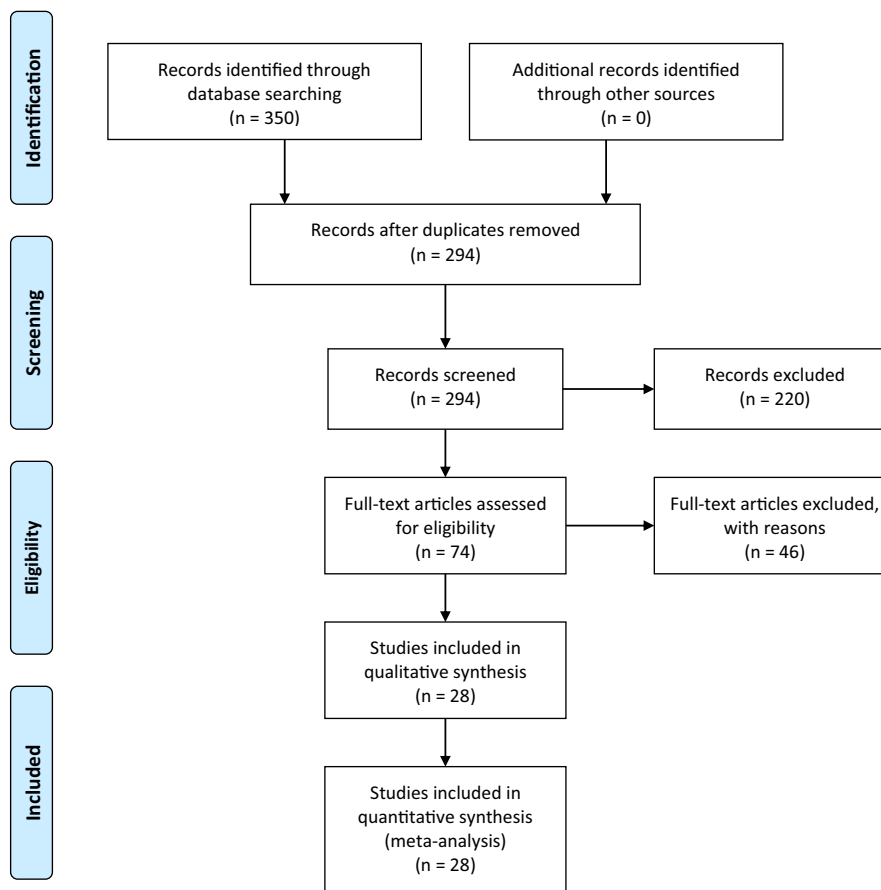 Identification
Records identified through
database searching
(n = 350)
Additional records identified
through other sources
(n = 0)
Records after duplicates removed
(n = 294)
Screening
Records screened
(n = 294)
Records excluded
(n = 220)
Eligibility
Full-text articles assessed
for eligibility
(n = 74)
Full-text articles excluded,
with reasons
(n = 46)
Studies included in
qualitative synthesis
(n = 28)
Included
Studies included in
quantitative synthesis
(meta-analysis)
(n = 28)